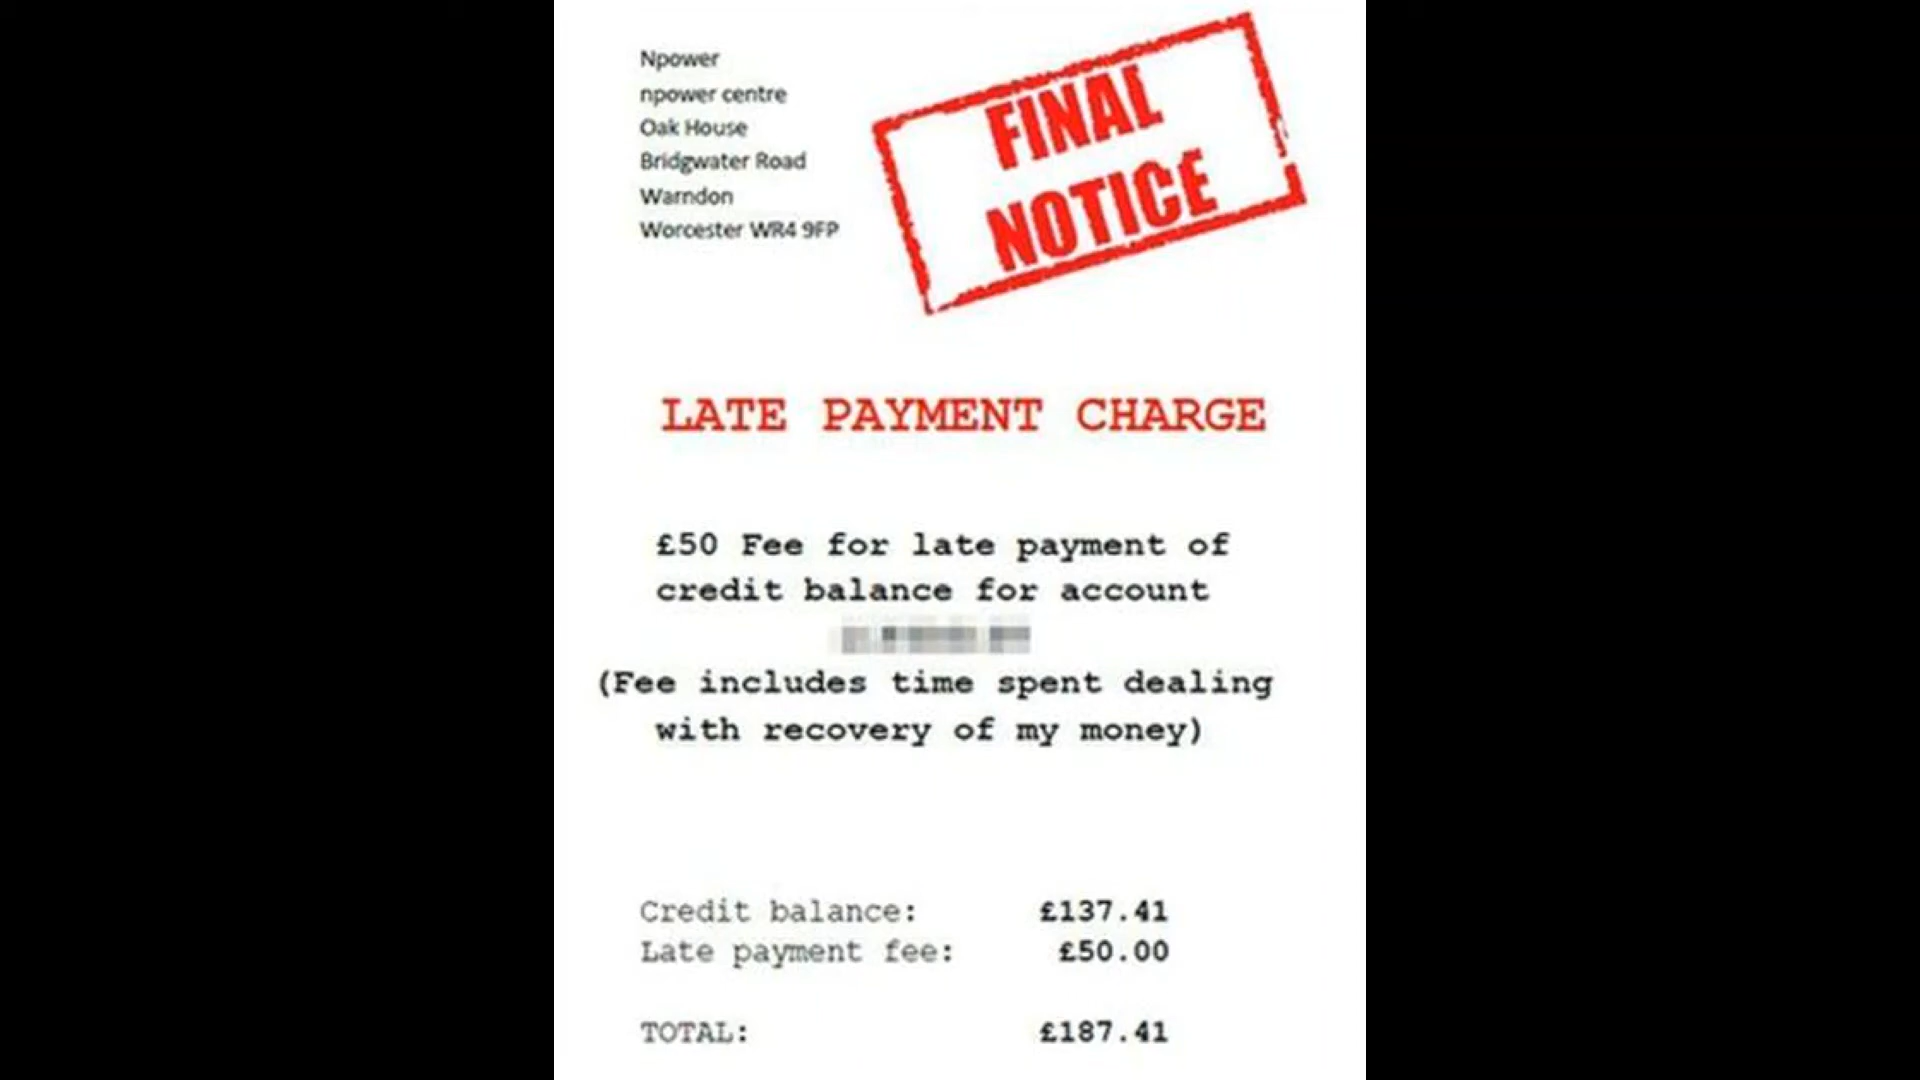 Npower
npower centre
Oak House
Bridgwater Road
Warndon
Worcester WR4 9FP
FINAL
NOTICE
LATE PAYMENT CHARGE
£50 Fee for late payment of
credit balance for account
(Fee includes time spent dealing
with recovery of my money)
Credit balance: £137.41
Late payment fee: £50.00
TOTAL: £187.41